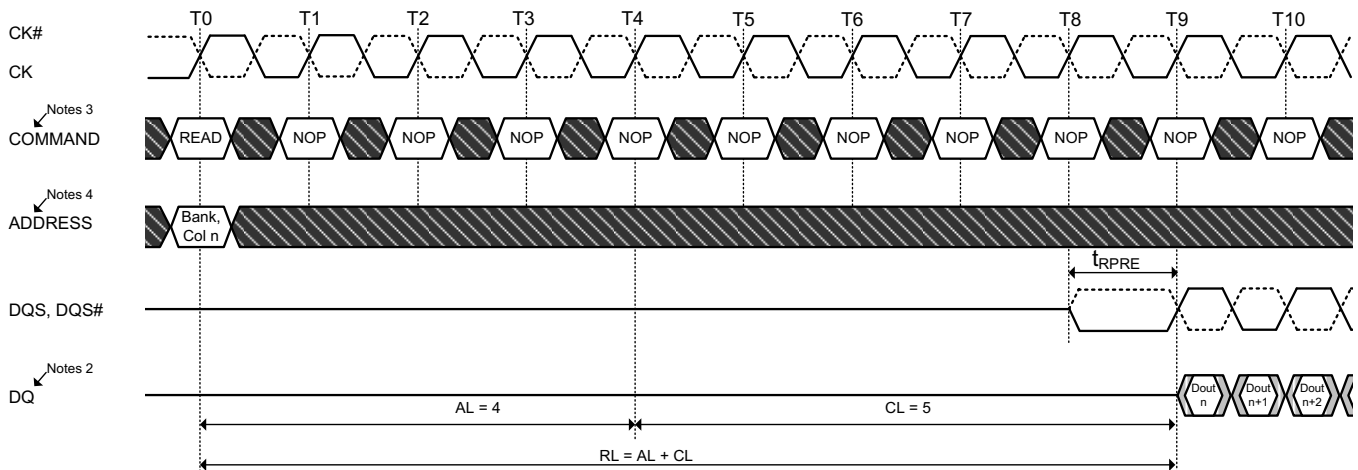 T0 T1 T2 T3 T4 T5 T6 T7 T8 T9 T10
CK#
CK
Notes 3
COMMAND
READ NOP NOP NOP NOP NOP NOP NOP NOP NOP NOP
Notes 4
ADDRESS
Bank,
Col n
tRPRE
DQS, DQS#
Notes 2
DQ
Dout
n
Dout
n+1
Dout
n+2
AL = 4
CL = 5
RL = AL + CL